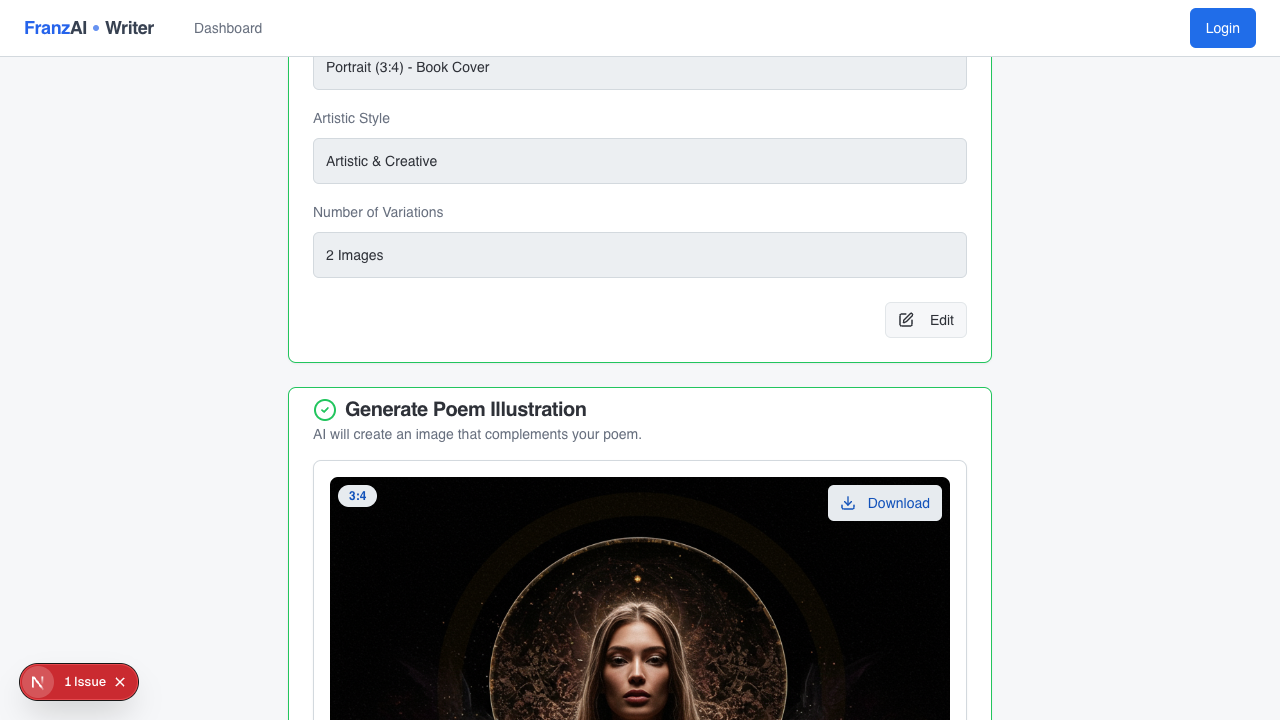 FranzAI • Writer
Dashboard
Login
Portrait (3:4) - Book Cover
Artistic Style
Artistic & Creative
Number of Variations
2 Images
Edit
Generate Poem Illustration
AI will create an image that complements your poem.
3:4
Download
N
1 Issue